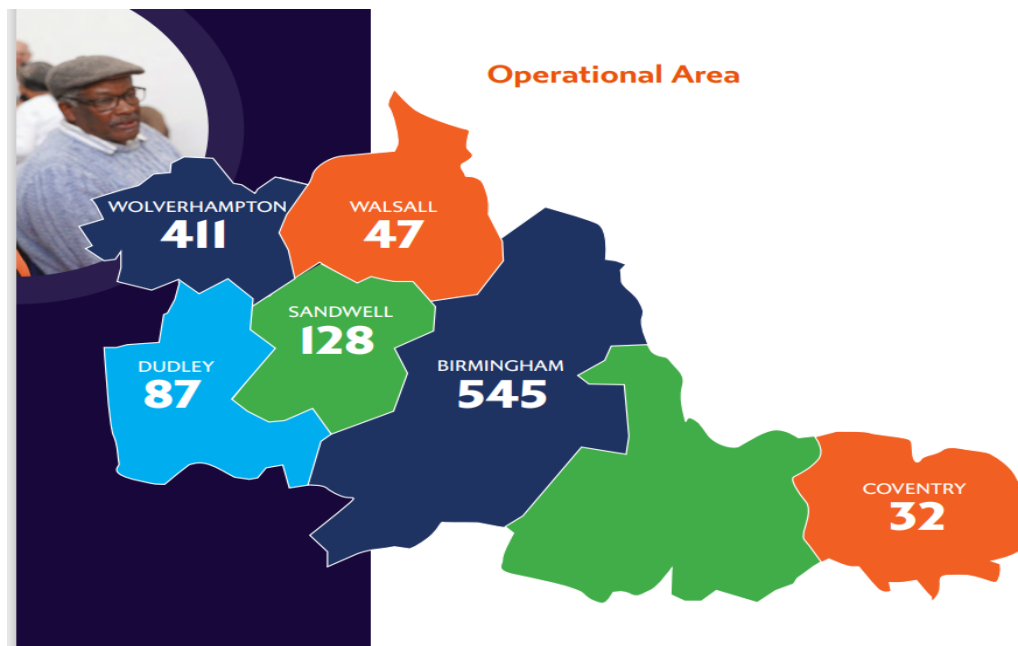 Operational Area
WOLVERHAMPTON
411
WALSALL
47
SANDWELL
128
DUDLEY
87
BIRMINGHAM
545
COVENTRY
32